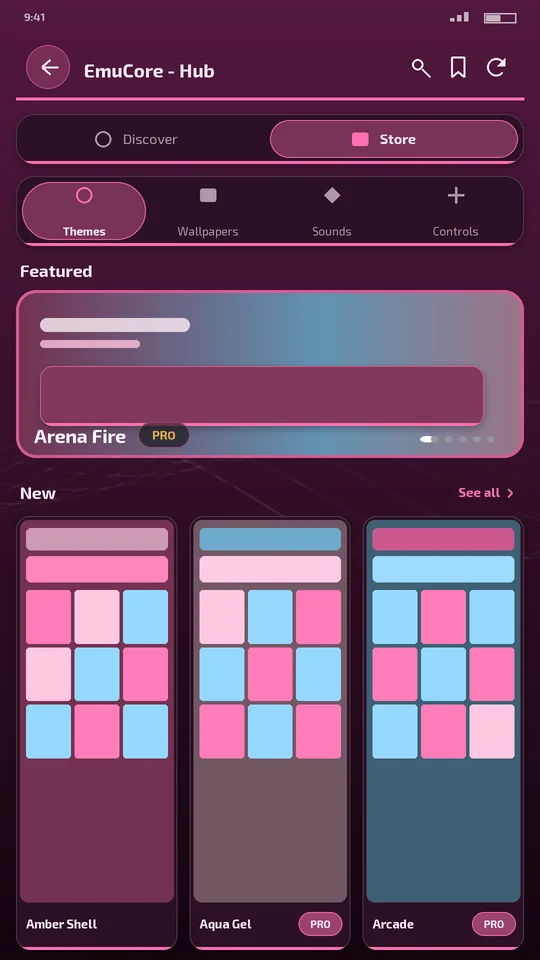 9:41
EmuCore - Hub
Discover
Store
Themes
Wallpapers
Sounds
Controls
Featured
Arena Fire
PRO
New
See all
Amber Shell
Aqua Gel
PRO
Arcade
PRO